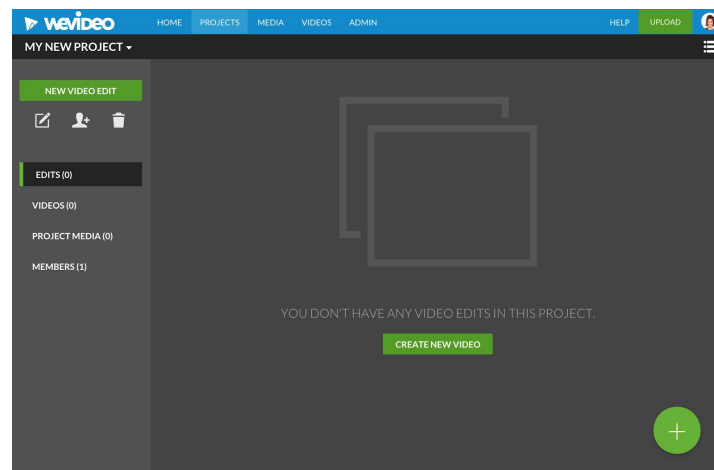 WeVideo
HOME PROJECTS MEDIA VIDEOS ADMIN HELP UPLOAD
MY NEW PROJECT
NEW VIDEO EDIT
EDITS (0)
VIDEOS (0)
PROJECT MEDIA (0)
MEMBERS (1)
YOU DON'T HAVE ANY VIDEO EDITS IN THIS PROJECT.
CREATE NEW VIDEO